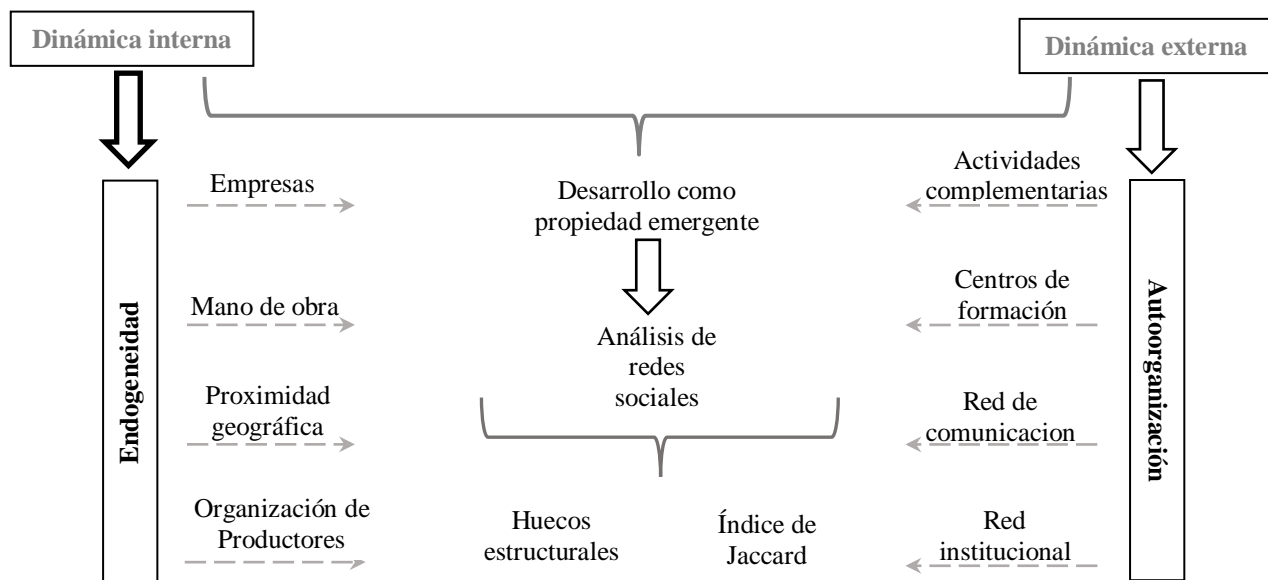 Dinámica interna
Dinámica externa
Endogeneidad
Empresas
Mano de obra
Proximidad
geográfica
Organización de
Productores
Desarrollo como
propiedad emergente
Análisis de
redes
sociales
Huecos
estructurales
Índice de
Jaccard
Actividades
complementarias
Centros de
formación
Red de
comunicacion
Red
institucional
Autoorganización